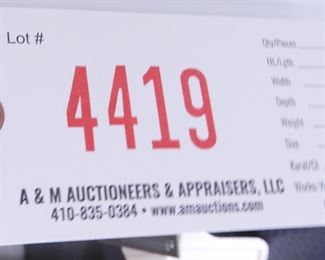 Lot #
4419
A & M AUCTIONEERS & APPRAISERS, LLC
410-835-0384 • www.amauctions.com
Qty/Pieces
Ht./Lgth.
Width
Depth
Weight
Size
Karat/Ct
Works